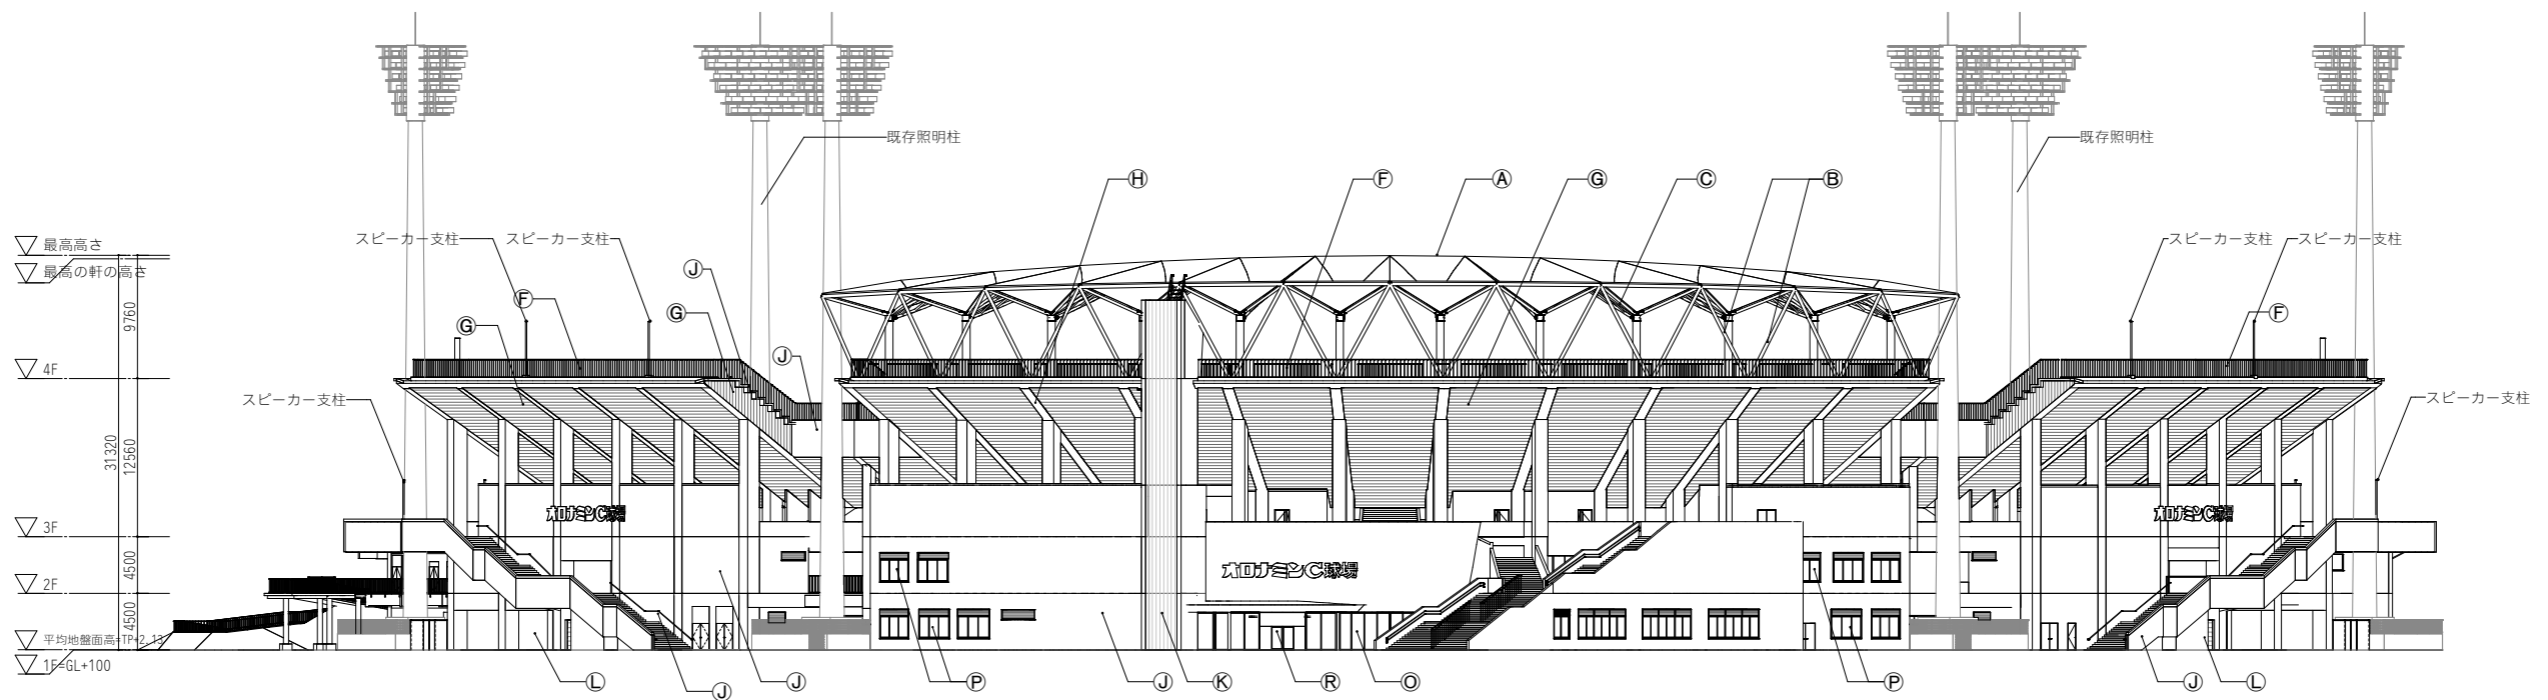 既存照明柱
既存照明柱
Ⓗ
Ⓕ
Ⓐ
Ⓖ
Ⓒ
Ⓑ
最高高さ
最高の軒の高さ
スピーカー支柱
スピーカー支柱
スピーカー支柱
スピーカー支柱
Ⓙ
Ⓕ
Ⓖ
Ⓖ
Ⓙ
Ⓕ
4F
スピーカー支柱
スピーカー支柱
31320
9760
12560
4500
4500
3F
2F
オロナミンC球場
オロナミンC球場
オロナミンC球場
平均地盤面高=TP+2.13
1F=GL+100
Ⓛ
Ⓙ
Ⓙ
Ⓟ
Ⓙ
Ⓚ
Ⓡ
Ⓞ
Ⓟ
Ⓙ
Ⓛ